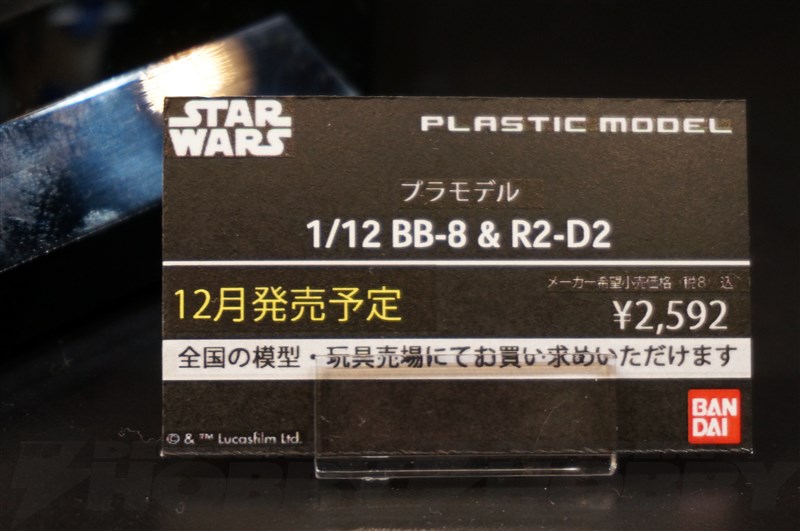 STAR WARS
PLASTIC MODEL
プラモデル
1/12 BB-8 & R2-D2
12月発売予定
メーカー希望小売価格(税8%込)
¥2,592
全国の模型・玩具売場にてお買い求めいただけます
BAN
DAI
© & ™ Lucasfilm Ltd.
HOBBY